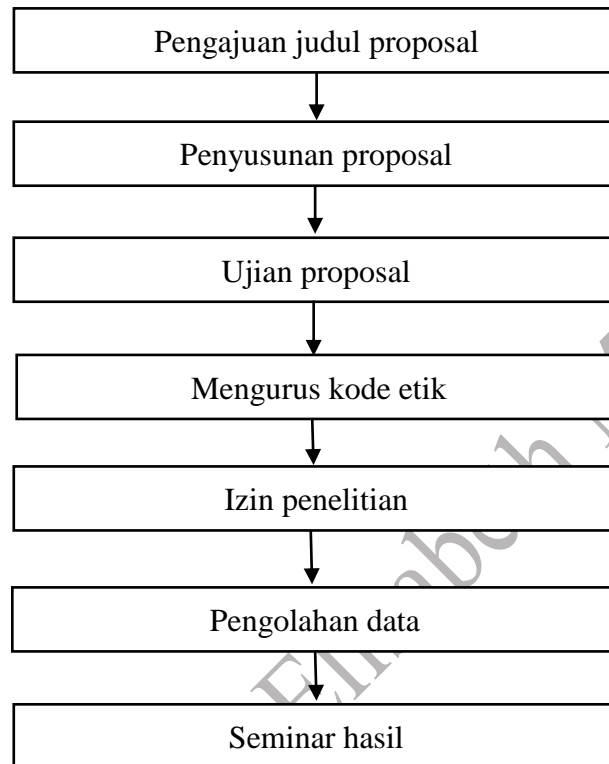 Pengajuan judul proposal
Penyusunan proposal
Ujian proposal
Mengurus kode etik
Izin penelitian
Pengolahan data
Seminar hasil